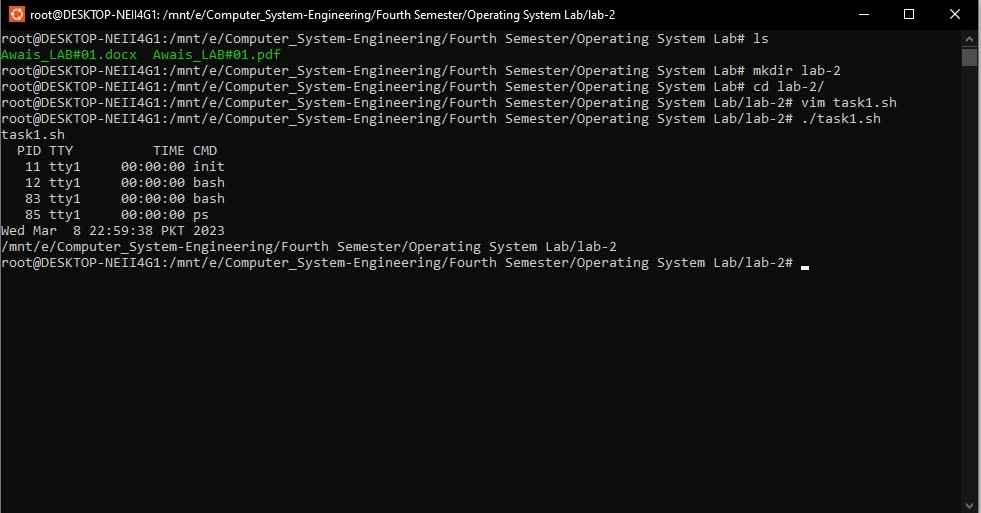 root@DESKTOP-NEII4G1: /mnt/e/Computer_System-Engineering/Fourth Semester/Operating System Lab/lab-2
root@DESKTOP-NEII4G1:/mnt/e/Computer_System-Engineering/Fourth Semester/Operating System Lab# ls
Awais_LAB#01.docx  Awais_LAB#01.pdf
root@DESKTOP-NEII4G1:/mnt/e/Computer_System-Engineering/Fourth Semester/Operating System Lab# mkdir lab-2
root@DESKTOP-NEII4G1:/mnt/e/Computer_System-Engineering/Fourth Semester/Operating System Lab# cd lab-2/
root@DESKTOP-NEII4G1:/mnt/e/Computer_System-Engineering/Fourth Semester/Operating System Lab/lab-2# vim task1.sh
root@DESKTOP-NEII4G1:/mnt/e/Computer_System-Engineering/Fourth Semester/Operating System Lab/lab-2# ./task1.sh
task1.sh
  PID TTY          TIME CMD
   11 tty1     00:00:00 init
   12 tty1     00:00:00 bash
   83 tty1     00:00:00 bash
   85 tty1     00:00:00 ps
Wed Mar  8 22:59:38 PKT 2023
/mnt/e/Computer_System-Engineering/Fourth Semester/Operating System Lab/lab-2
root@DESKTOP-NEII4G1:/mnt/e/Computer_System-Engineering/Fourth Semester/Operating System Lab/lab-2#